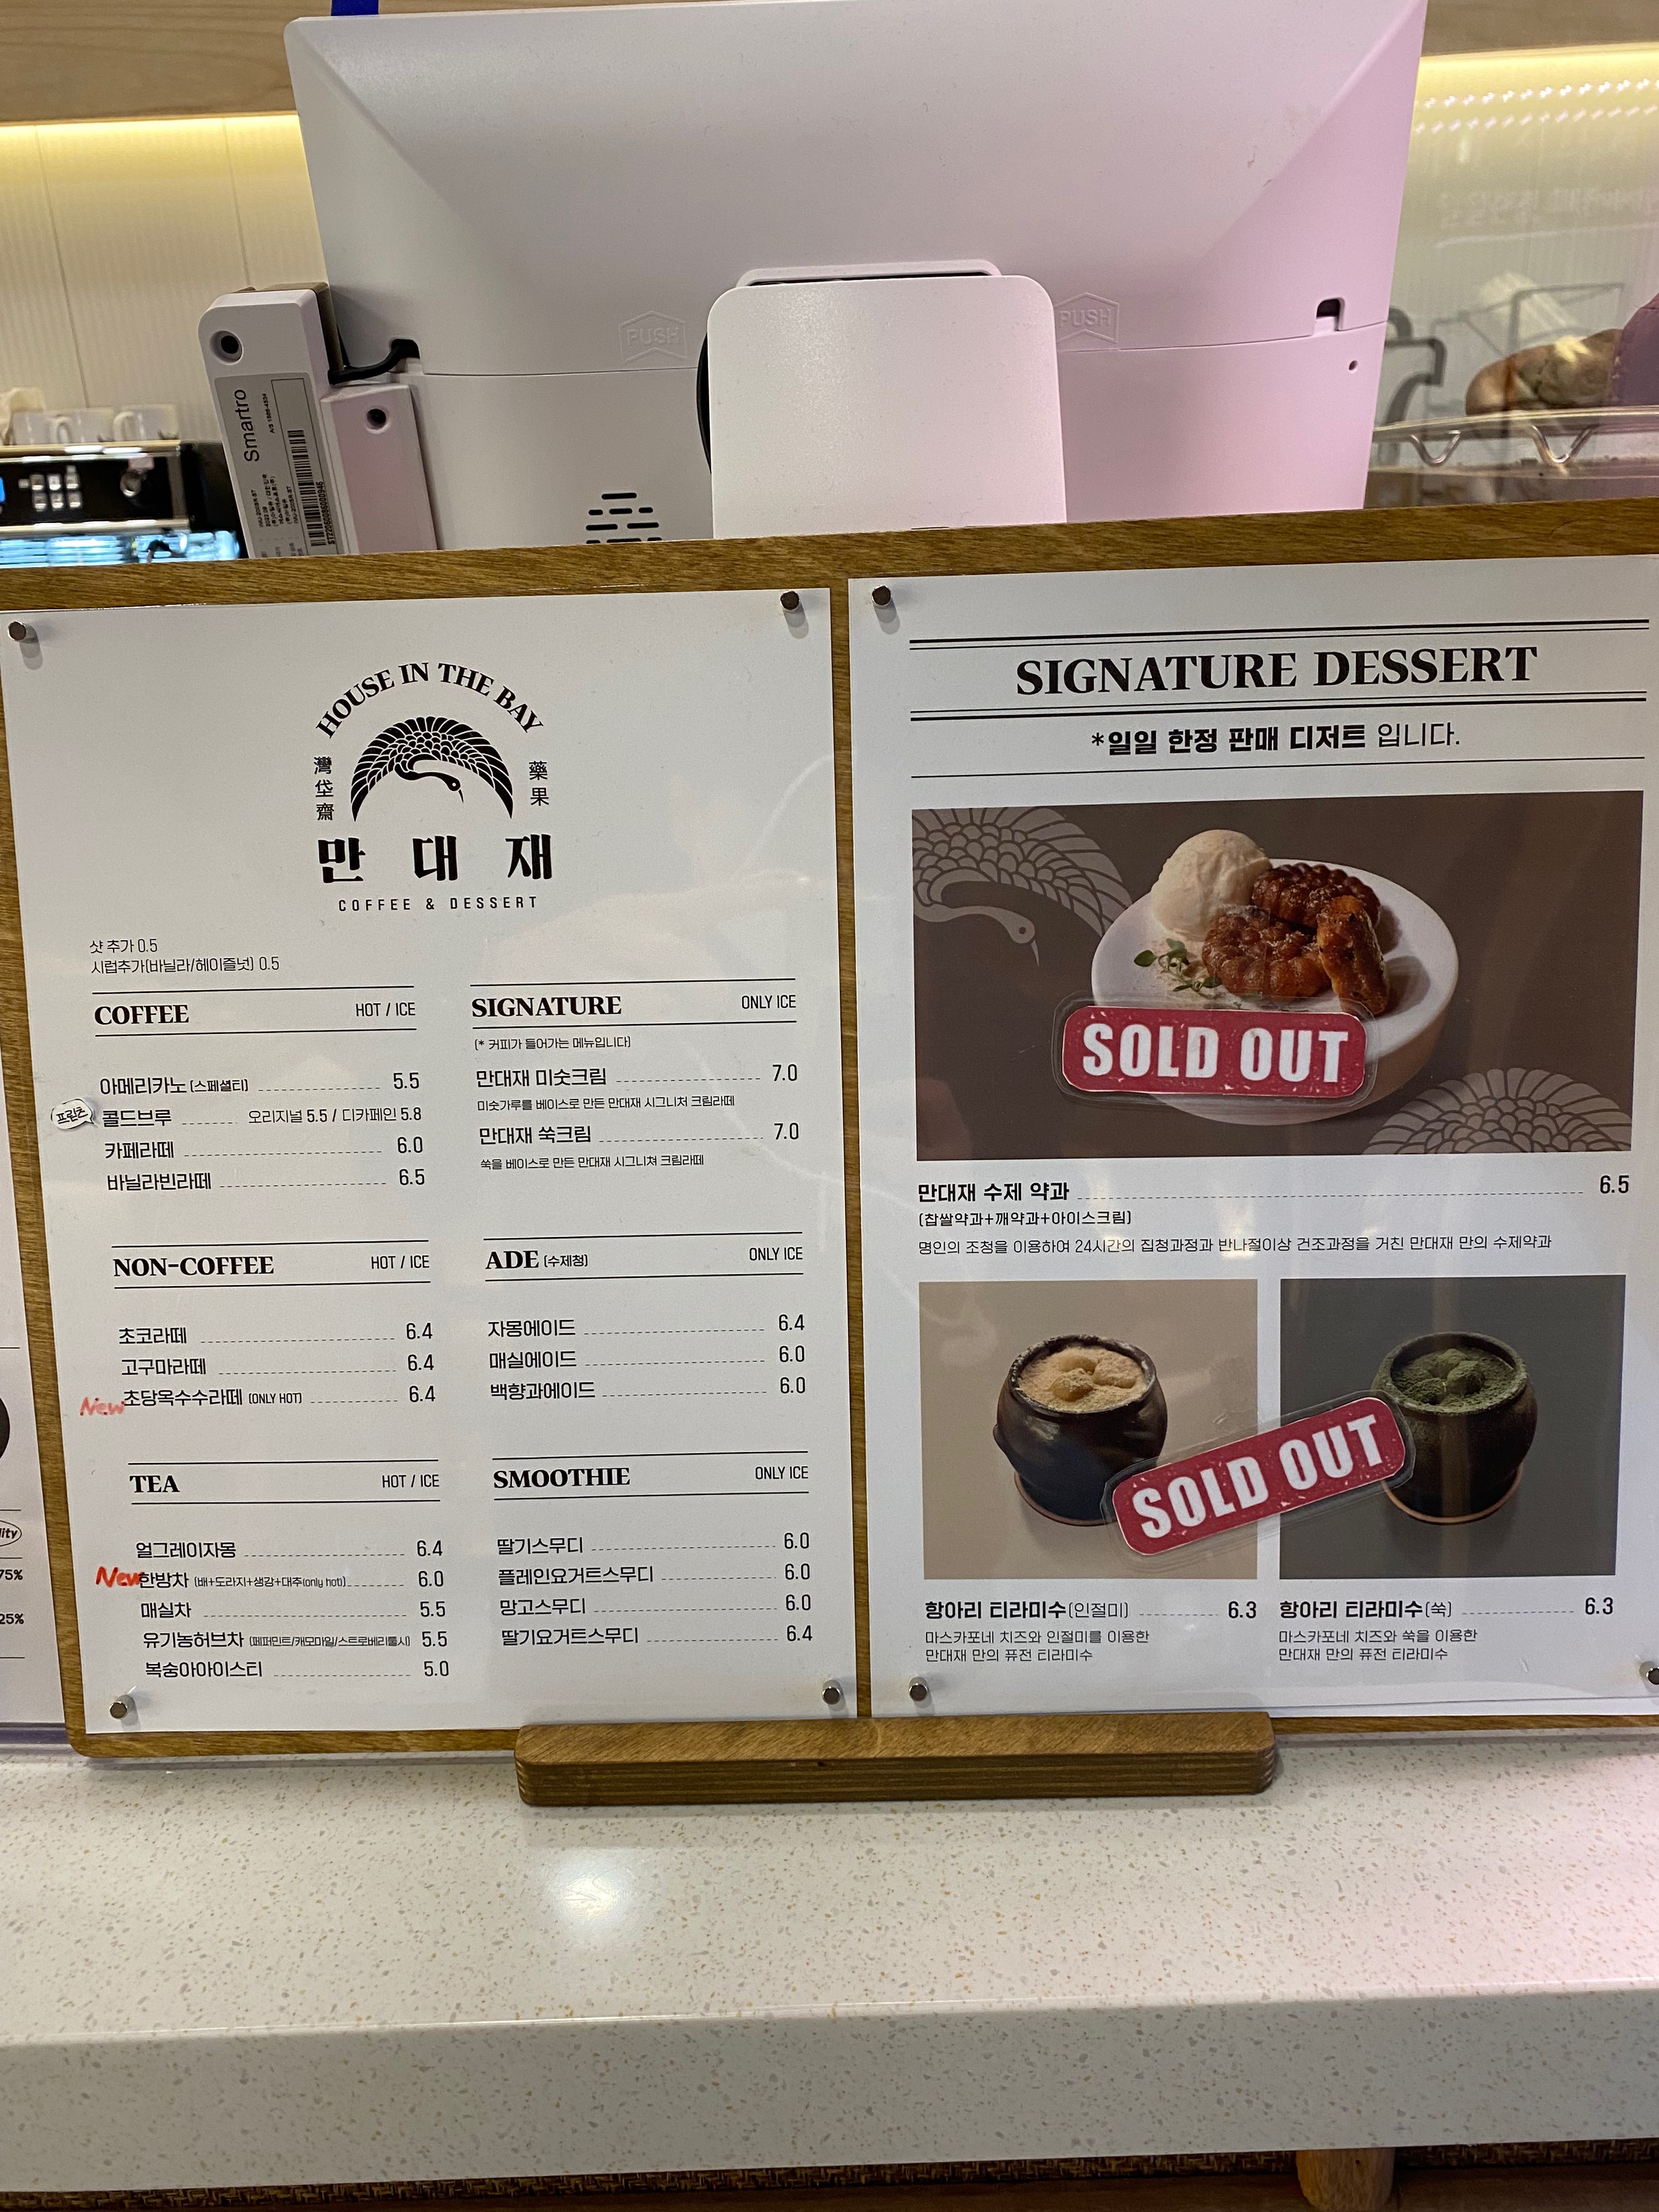 PUSH
PUSH
Smartro
HOUSE IN THE BAY
灣
垈
齋
藥
果
만 대 재
COFFEE & DESSERT
샷 추가 0.5
시럽추가(바닐라/헤이즐넛) 0.5
COFFEE HOT / ICE
아메리카노 (스페셜티) 5.5
프린츠
콜드브루 오리지널 5.5 / 디카페인 5.8
카페라떼 6.0
바닐라빈라떼 6.5
NON-COFFEE HOT / ICE
초코라떼 6.4
고구마라떼 6.4
New 초당옥수수라떼 (ONLY HOT) 6.4
TEA HOT / ICE
얼그레이자몽 6.4
New 한방차 (배+도라지+생강+대추(only hot) 6.0
매실차 5.5
유기농허브차 (페퍼민트/캐모마일/스트로베리룰시) 5.5
복숭아아이스티 5.0
SIGNATURE ONLY ICE
(* 커피가 들어가는 메뉴입니다)
만대재 미숫크림 7.0
미숫가루를 베이스로 만든 만대재 시그니처 크림라떼
만대재 쑥크림 7.0
쑥을 베이스로 만든 만대재 시그니쳐 크림라떼
ADE (수제청) ONLY ICE
자몽에이드 6.4
매실에이드 6.0
백향과에이드 6.0
SMOOTHIE ONLY ICE
딸기스무디 6.0
플레인요거트스무디 6.0
망고스무디 6.0
딸기요거트스무디 6.4
SIGNATURE DESSERT
*일일 한정 판매 디저트 입니다.
SOLD OUT
만대재 수제 약과 6.5
(찹쌀약과+깨약과+아이스크림)
명인의 조청을 이용하여 24시간의 집청과정과 반나절이상 건조과정을 거친 만대재 만의 수제약과
SOLD OUT
항아리 티라미수(인절미) 6.3
마스카포네 치즈와 인절미를 이용한
만대재 만의 퓨전 티라미수
항아리 티라미수(쑥) 6.3
마스카포네 치즈와 쑥을 이용한
만대재 만의 퓨전 티라미수
75%
25%